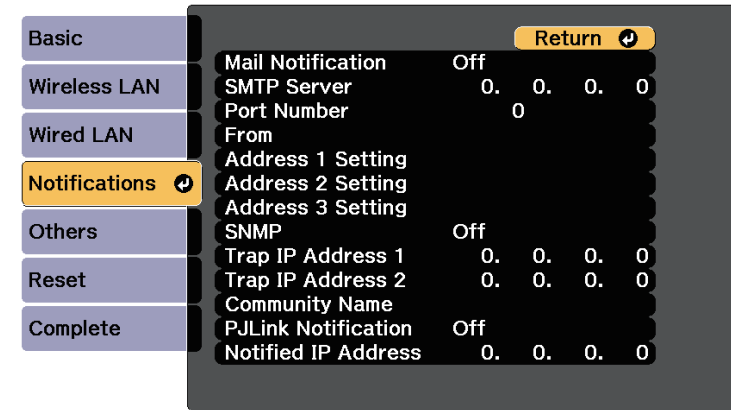 Basic
Wireless LAN
Wired LAN
Notifications
Others
Reset
Complete
Return
Mail Notification Off
SMTP Server 0. 0. 0. 0
Port Number 0
From
Address 1 Setting
Address 2 Setting
Address 3 Setting
SNMP Off
Trap IP Address 1 0. 0. 0. 0
Trap IP Address 2 0. 0. 0. 0
Community Name
PJLink Notification Off
Notified IP Address 0. 0. 0. 0